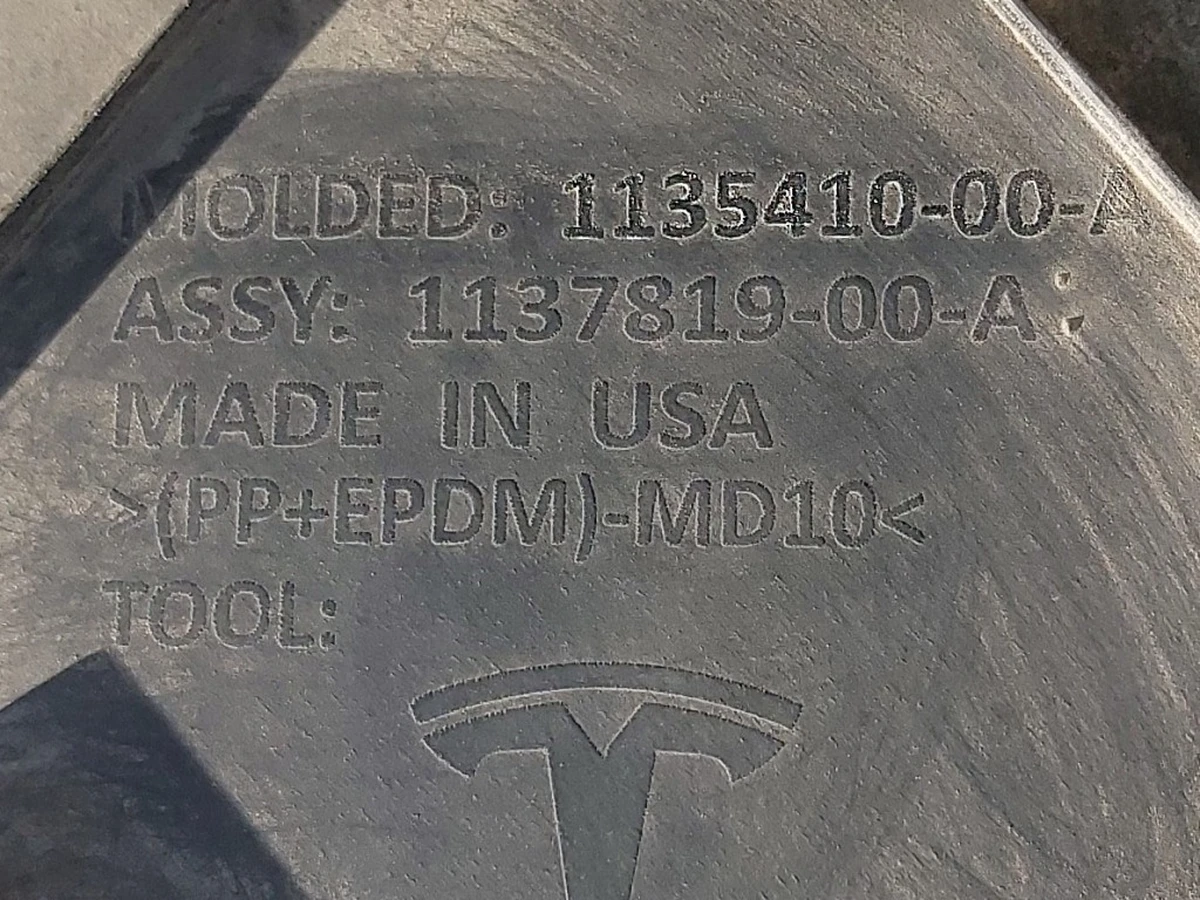 MOLDED: 1135410-00-A
ASSY: 1137819-00-A
MADE IN USA
>(PP+EPDM)-MD10<
TOOL: